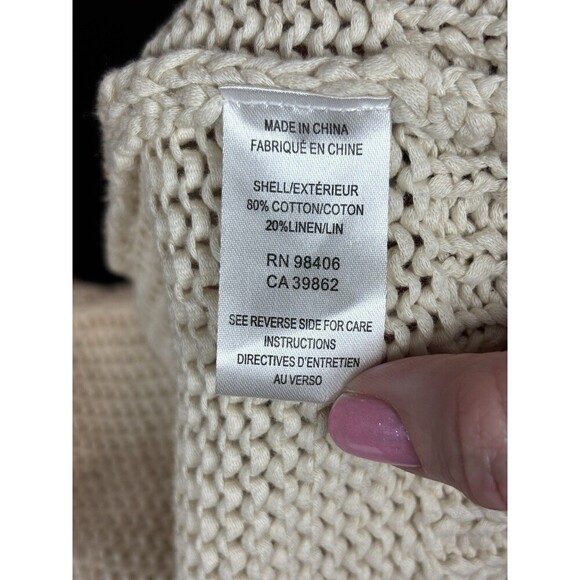 MADE IN CHINA
FABRIQUÉ EN CHINE
SHELL/EXTÉRIEUR
80% COTTON/COTON
20%LINEN/LIN
RN 98406
CA 39862
SEE REVERSE SIDE FOR CARE
INSTRUCTIONS
DIRECTIVES D'ENTRETIEN
AU VERSO